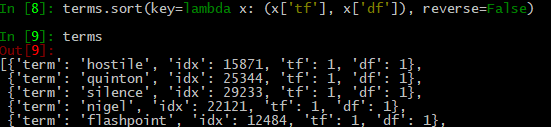 In [8]: terms.sort(key=lambda x: (x['tf'], x['df']), reverse=False)
In [9]: terms
Out[9]:
[{'term': 'hostile', 'idx': 15871, 'tf': 1, 'df': 1},
{'term': 'quinton', 'idx': 25344, 'tf': 1, 'df': 1},
{'term': 'silence', 'idx': 29233, 'tf': 1, 'df': 1},
{'term': 'nigel', 'idx': 22121, 'tf': 1, 'df': 1},
{'term': 'flashpoint', 'idx': 12484, 'tf': 1, 'df': 1},